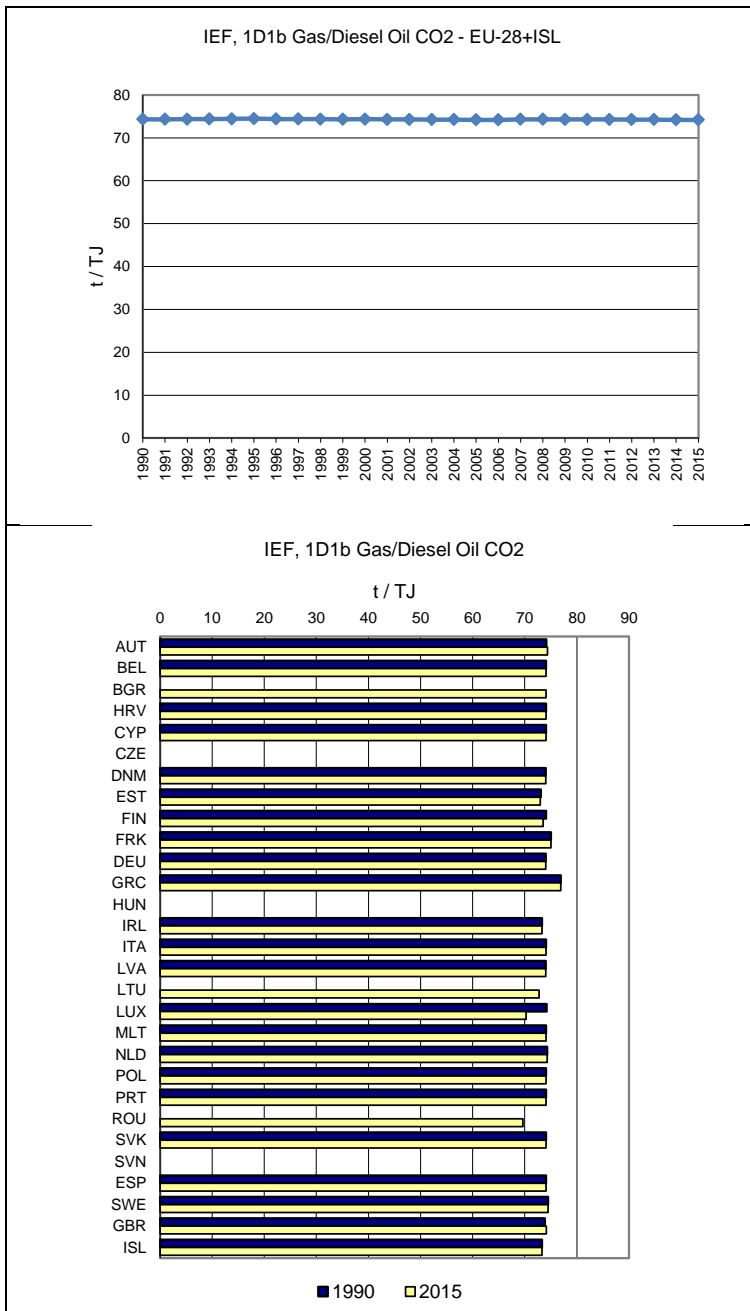 IEF, 1D1b Gas/Diesel Oil CO2 - EU-28+ISL
80
70
60
50
40
30
20
10
0
t / TJ
1990 1991 1992 1993 1994 1995 1996 1997 1998 1999 2000 2001 2002 2003 2004 2005 2006 2007 2008 2009 2010 2011 2012 2013 2014 2015
IEF, 1D1b Gas/Diesel Oil CO2
t / TJ
0 10 20 30 40 50 60 70 80 90
AUT
BEL
BGR
HRV
CYP
CZE
DNM
EST
FIN
FRK
DEU
GRC
HUN
IRL
ITA
LVA
LTU
LUX
MLT
NLD
POL
PRT
ROU
SVK
SVN
ESP
SWE
GBR
ISL
1990 2015